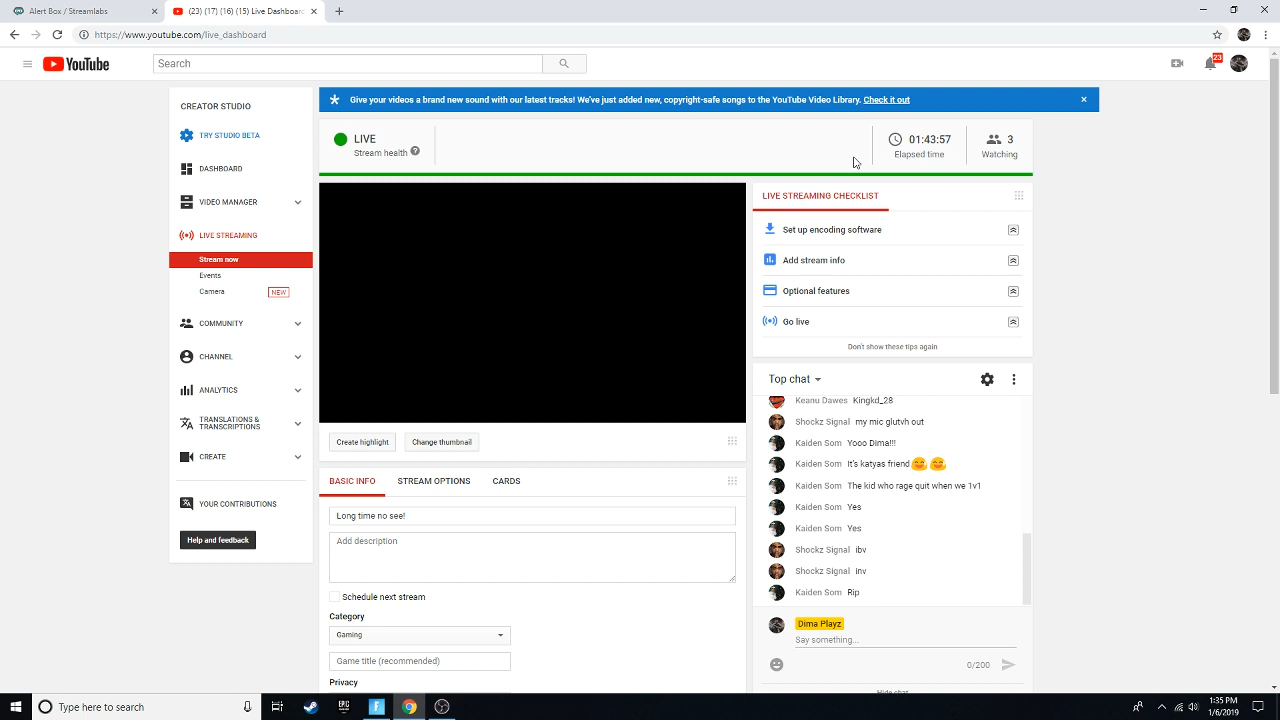 Alert Box / Streamlabs
(23) (17) (16) (15) Live Dashboard
https://www.youtube.com/live_dashboard
YouTube
Search
23
CREATOR STUDIO
TRY STUDIO BETA
DASHBOARD
VIDEO MANAGER
LIVE STREAMING
Stream now
Events
Camera NEW
COMMUNITY
CHANNEL
ANALYTICS
TRANSLATIONS &
TRANSCRIPTIONS
CREATE
YOUR CONTRIBUTIONS
Help and feedback
Give your videos a brand new sound with our latest tracks! We've just added new, copyright-safe songs to the YouTube Video Library. Check it out
LIVE
Stream health
01:43:57
Elapsed time
3
Watching
Create highlight
Change thumbnail
BASIC INFO STREAM OPTIONS CARDS
Long time no see!
Add description
Schedule next stream
Category
Gaming
Game title (recommended)
Privacy
LIVE STREAMING CHECKLIST
Set up encoding software
Add stream info
Optional features
Go live
Don't show these tips again
Top chat
Keanu Dawes Kingkd_28
Shockz Signal my mic glutvh out
Kaiden Som Yooo Dima!!!
Kaiden Som It's katyas friend
Kaiden Som The kid who rage quit when we 1v1
Kaiden Som Yes
Kaiden Som Yes
Shockz Signal ibv
Shockz Signal inv
Kaiden Som Rip
Dima Playz
Say something...
0/200
Hide chat
Type here to search
EPIC
1:35 PM
1/6/2019